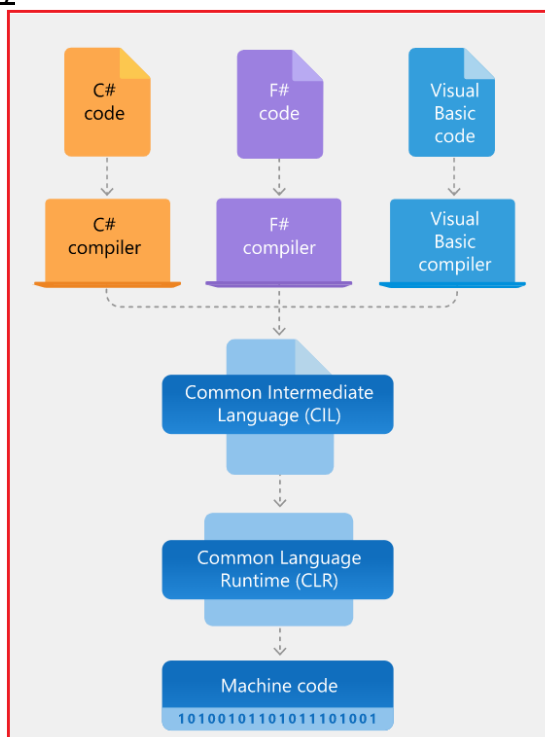 C#
code
F#
code
Visual
Basic
code
C#
compiler
F#
compiler
Visual
Basic
compiler
Common Intermediate
Language (CIL)
Common Language
Runtime (CLR)
Machine code
10100101101011101001